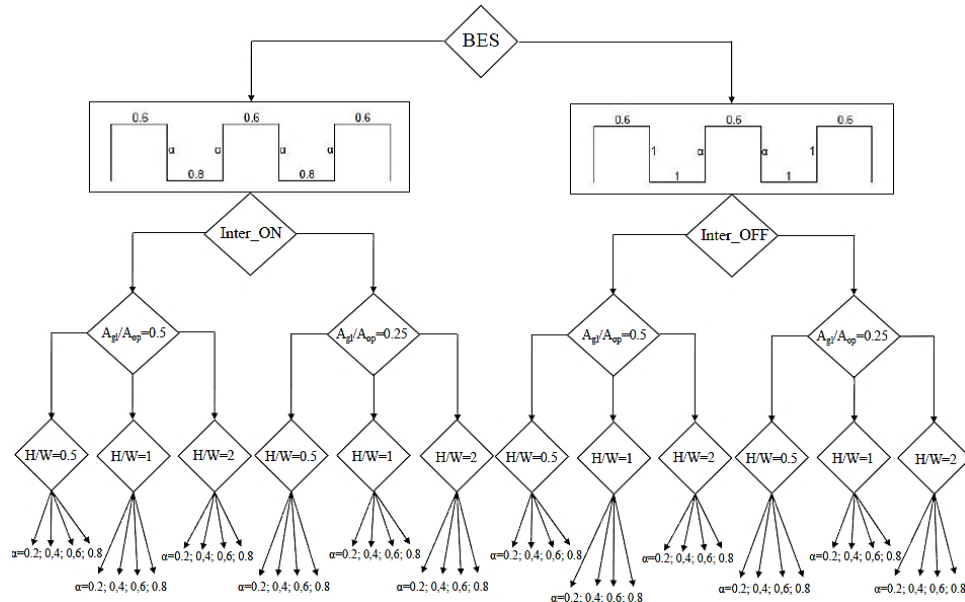 BES
0.6 0.6 0.6
α α α α
0.8 0.8
0.6 0.6 0.6
1 α α 1
1 1
Inter_ON
Inter_OFF
Agl/Aop=0.5
Agl/Aop=0.25
Agl/Aop=0.5
Agl/Aop=0.25
H/W=0.5
H/W=1
H/W=2
H/W=0.5
H/W=1
H/W=2
H/W=0.5
H/W=1
H/W=2
H/W=0.5
H/W=1
H/W=2
α=0.2; 0,4; 0,6; 0.8
α=0.2; 0,4; 0,6; 0.8
α=0.2; 0,4; 0,6; 0.8
α=0.2; 0,4; 0,6; 0.8
α=0.2; 0,4; 0,6; 0.8
α=0.2; 0,4; 0,6; 0.8
α=0.2; 0,4; 0,6; 0.8
α=0.2; 0,4; 0,6; 0.8
α=0.2; 0,4; 0,6; 0.8
α=0.2; 0,4; 0,6; 0.8
α=0.2; 0,4; 0,6; 0.8
α=0.2; 0,4; 0,6; 0.8